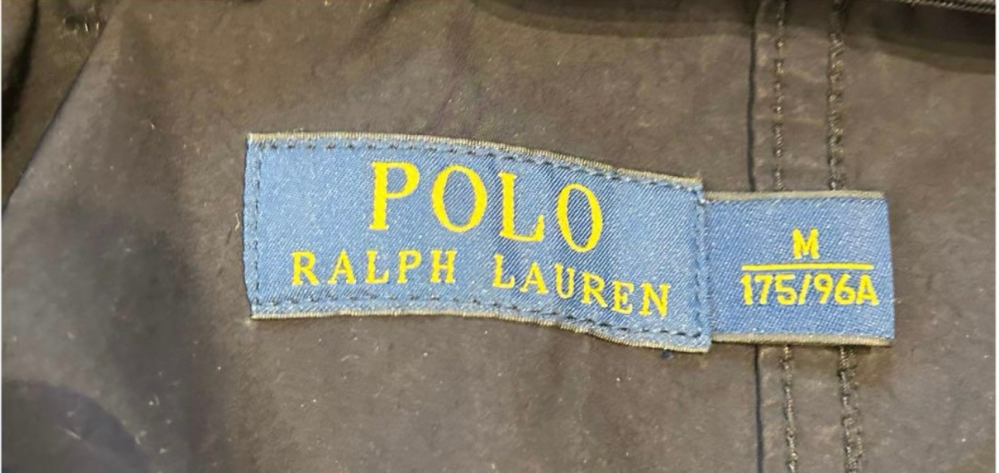 POLO
RALPH LAUREN
M
175/96A